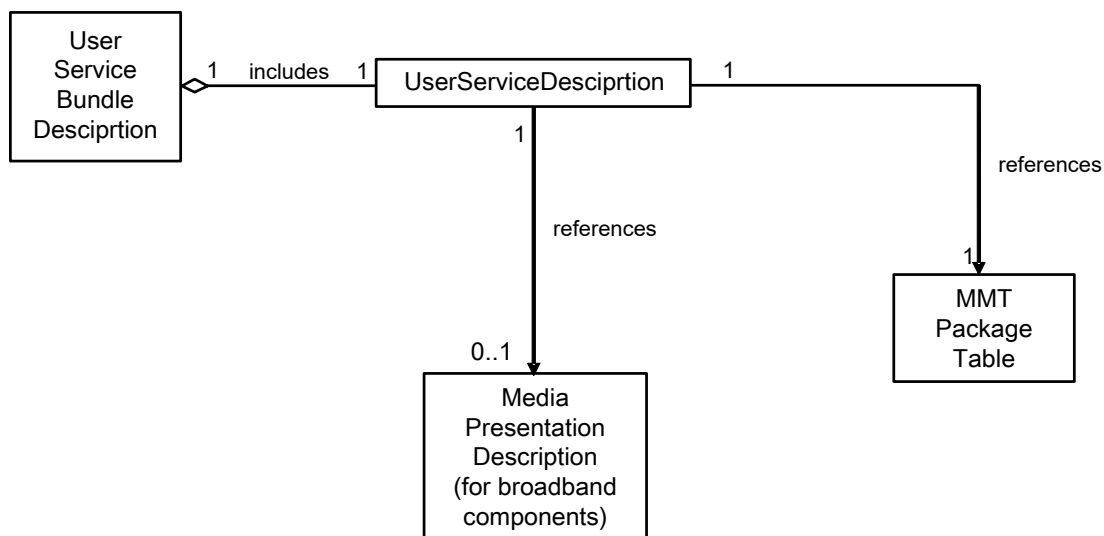 User
Service
Bundle
Desciprtion
1
includes
1
UserServiceDesciprtion
1
1
references
references
1
MMT
Package
Table
0..1
Media
Presentation
Description
(for broadband
components)